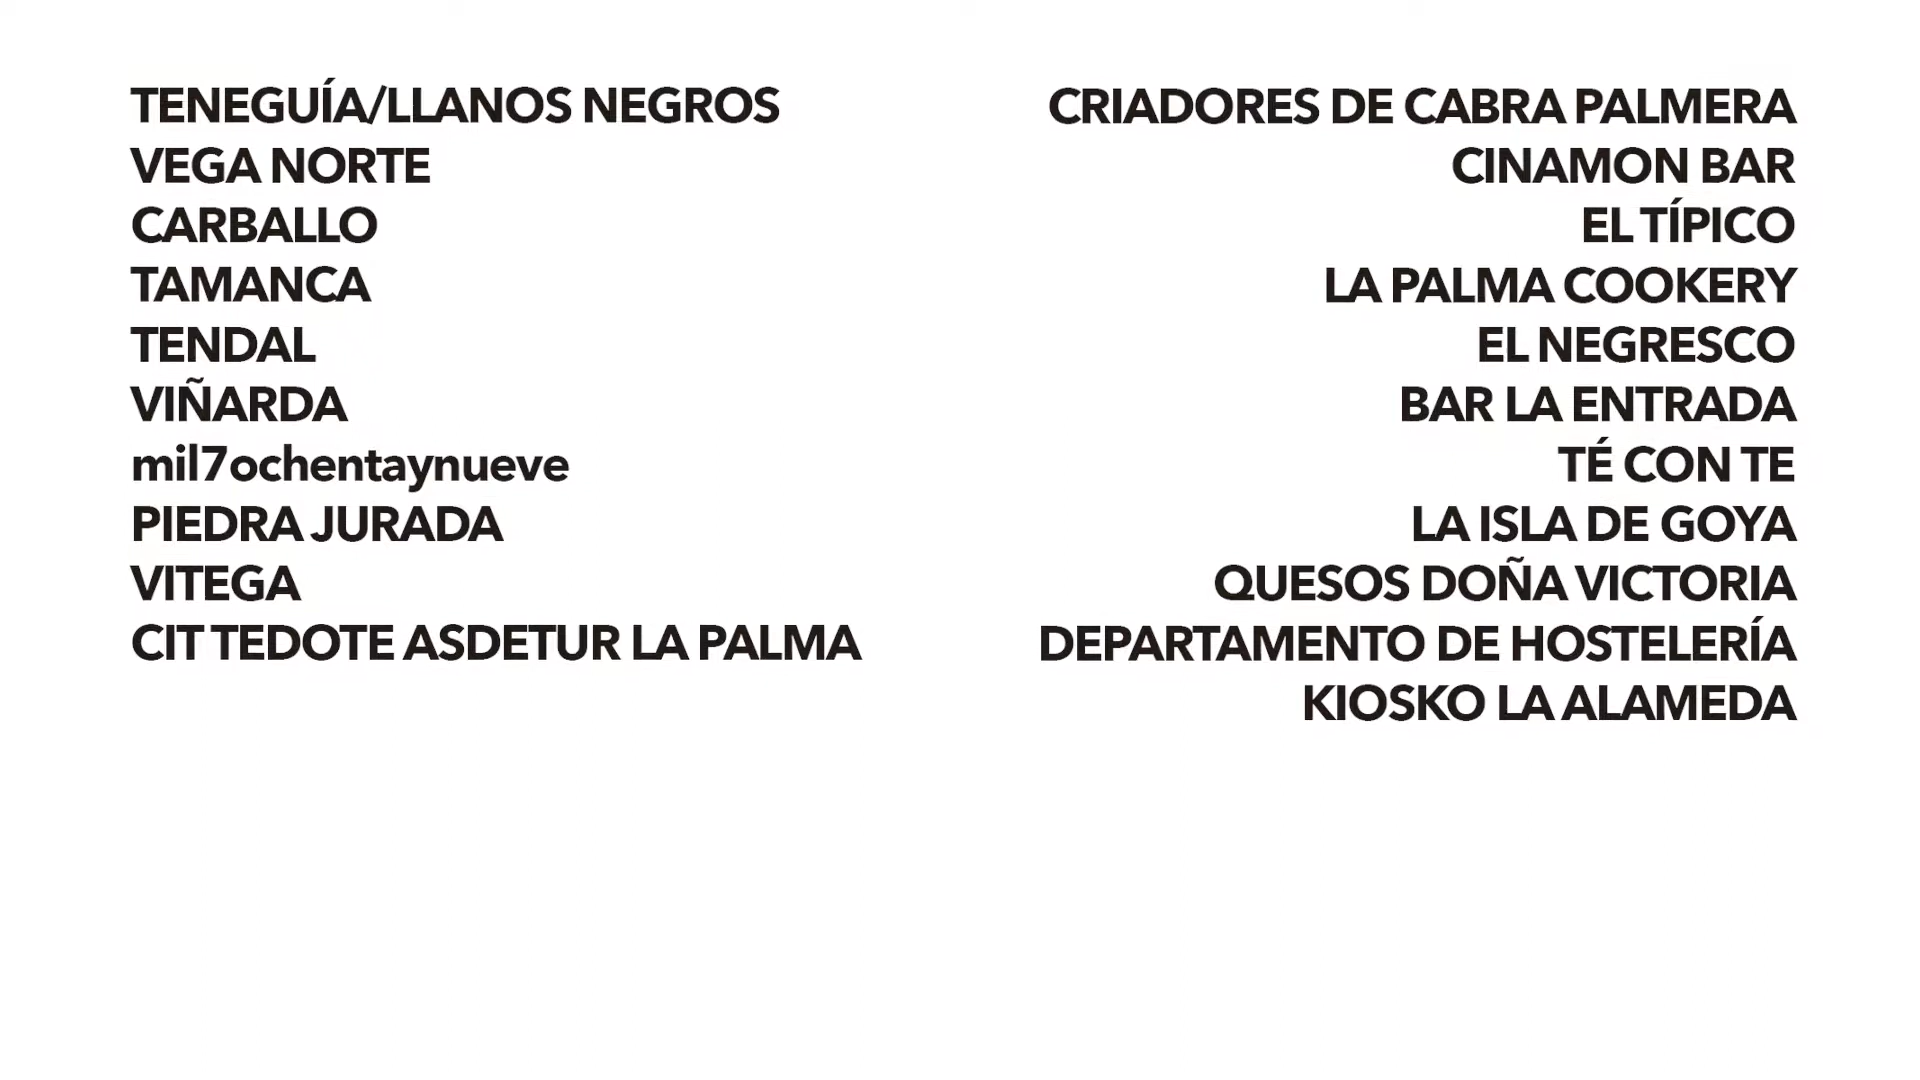 TENEGUÍA/LLANOS NEGROS
VEGA NORTE
CARBALLO
TAMANCA
TENDAL
VIÑARDA
mil7ochentaynueve
PIEDRA JURADA
VITEGA
CIT TEDOTE ASDETUR LA PALMA
CRIADORES DE CABRA PALMERA
CINAMON BAR
EL TÍPICO
LA PALMA COOKERY
EL NEGRESCO
BAR LA ENTRADA
TÉ CON TE
LA ISLA DE GOYA
QUESOS DOÑA VICTORIA
DEPARTAMENTO DE HOSTELERÍA
KIOSKO LA ALAMEDA